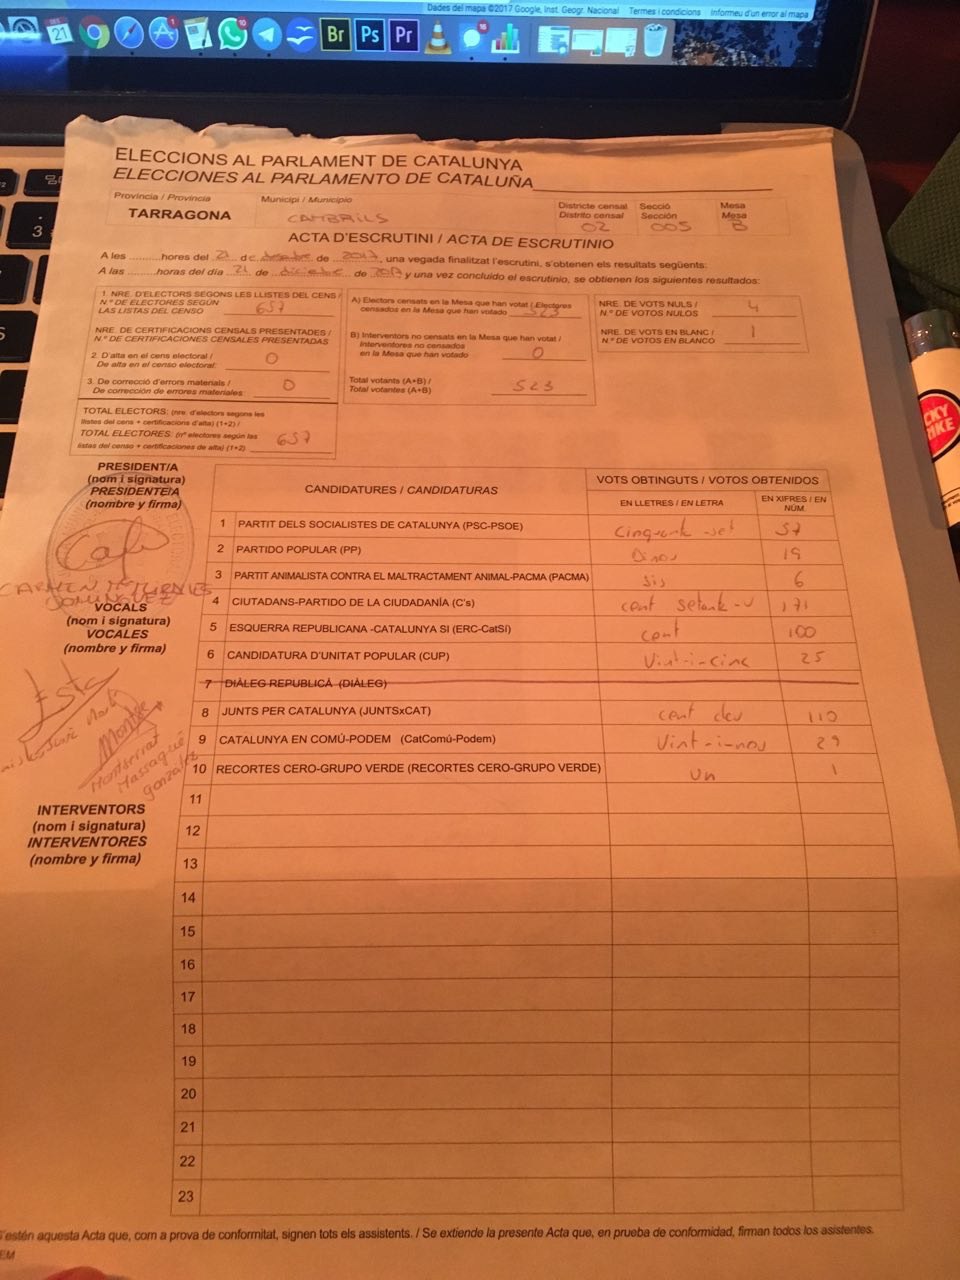 Dades del mapa ©2017 Google, Inst. Geogr. Nacional Termes i condicions Informeu d'un error al mapa
21 Br Ps Pr
ELECCIONS AL PARLAMENT DE CATALUNYA
ELECCIONES AL PARLAMENTO DE CATALUÑA
Província / Provincia
TARRAGONA
Municipi / Municipio
CAMBRILS
Districte censal
Distrito censal
02
Secció
Sección
005
Mesa
Mesa
B
ACTA D'ESCRUTINI / ACTA DE ESCRUTINIO
A les ..........hores del 21 de desembre de 2017, una vegada finalitzat l'escrutini, s'obtenen els resultats següents:
A las ..........horas del día 21 de diciembre de 2017 y una vez concluido el escrutinio, se obtienen los siguientes resultados:
1. NRE. D'ELECTORS SEGONS LES LLISTES DEL CENS /
N.º DE ELECTORES SEGÚN
LAS LISTAS DEL CENSO 657
NRE. DE CERTIFICACIONS CENSALS PRESENTADES /
N.º DE CERTIFICACIONES CENSALES PRESENTADAS
2. D'alta en el cens electoral /
De alta en el censo electoral: 0
3. De correcció d'errors materials /
De corrección de errores materiales: 0
TOTAL ELECTORS: (nre. d'electors segons les
llistes del cens + certificacions d'alta) (1+2) /
TOTAL ELECTORES: (nº electores según las
listas del censo + certificaciones de alta) (1+2) 657
A) Electors censats en la Mesa que han votat / Electores
censados en la Mesa que han votado 523
B) Interventors no censats en la Mesa que han votat /
Interventores no censados
en la Mesa que han votado 0
Total votants (A+B) /
Total votantes (A+B) 523
NRE. DE VOTS NULS /
N.º DE VOTOS NULOS 4
NRE. DE VOTS EN BLANC /
N.º DE VOTOS EN BLANCO 1
PRESIDENT/A
(nom i signatura)
PRESIDENTE/A
(nombre y firma)
CARMEN
DOMINGUEZ
VOCALS
(nom i signatura)
VOCALES
(nombre y firma)
Montse
Montserrat
Massagué
gonzález
INTERVENTORS
(nom i signatura)
INTERVENTORES
(nombre y firma)
CANDIDATURES / CANDIDATURAS VOTS OBTINGUTS / VOTOS OBTENIDOS
EN LLETRES / EN LETRA EN XIFRES / EN NÚM.
1 PARTIT DELS SOCIALISTES DE CATALUNYA (PSC-PSOE) cinquanta-set 57
2 PARTIDO POPULAR (PP) Dinou 19
3 PARTIT ANIMALISTA CONTRA EL MALTRACTAMENT ANIMAL-PACMA (PACMA) sis 6
4 CIUTADANS-PARTIDO DE LA CIUDADANÍA (C's) cent setanta-u 171
5 ESQUERRA REPUBLICANA -CATALUNYA SI (ERC-CatSí) cent 100
6 CANDIDATURA D'UNITAT POPULAR (CUP) Vint-i-cinc 25
7 DIÀLEG REPUBLICÀ (DIÀLEG)
8 JUNTS PER CATALUNYA (JUNTSxCAT) cent deu 110
9 CATALUNYA EN COMÚ-PODEM (CatComú-Podem) Vint-i-nou 29
10 RECORTES CERO-GRUPO VERDE (RECORTES CERO-GRUPO VERDE) un 1
11
12
13
14
15
16
17
18
19
20
21
22
23
estén aquesta Acta que, com a prova de conformitat, signen tots els assistents. / Se extiende la presente Acta que, en prueba de conformidad, firman todos los asistentes.
CKY
RIKE